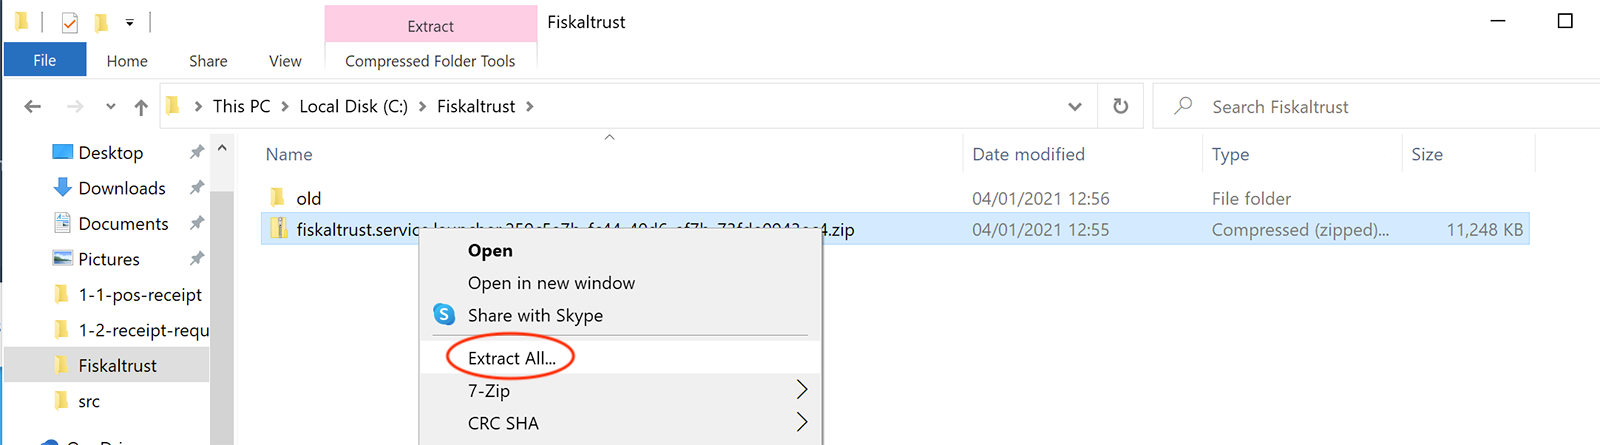 Extract
Fiskaltrust
File
Home
Share
View
Compressed Folder Tools
This PC
Local Disk (C:)
Fiskaltrust
Search Fiskaltrust
Desktop
Downloads
Documents
Pictures
1-1-pos-receipt
1-2-receipt-requ
Fiskaltrust
src
Name
Date modified
Type
Size
old
04/01/2021 12:56
File folder
.zip
04/01/2021 12:55
Compressed (zipped)...
11,248 KB
Open
Open in new window
Share with Skype
Extract All...
7-Zip
CRC SHA